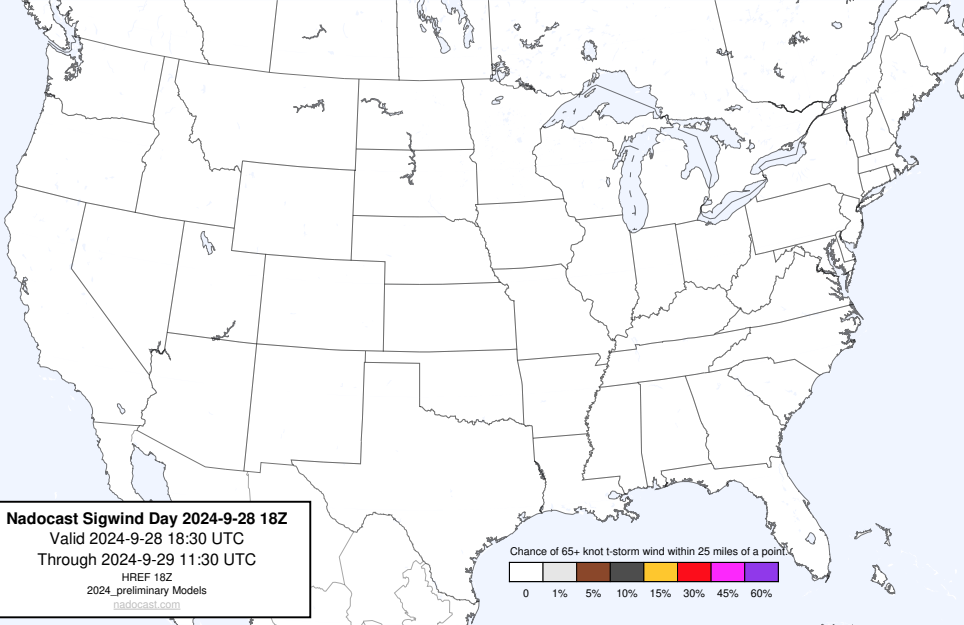 Nadocast Sigwind Day 2024-9-28 18Z
Valid 2024-9-28 18:30 UTC
Through 2024-9-29 11:30 UTC
HREF 18Z
2024_preliminary Models
nadocast.com
Chance of 65+ knot t-storm wind within 25 miles of a point.
0 1% 5% 10% 15% 30% 45% 60%